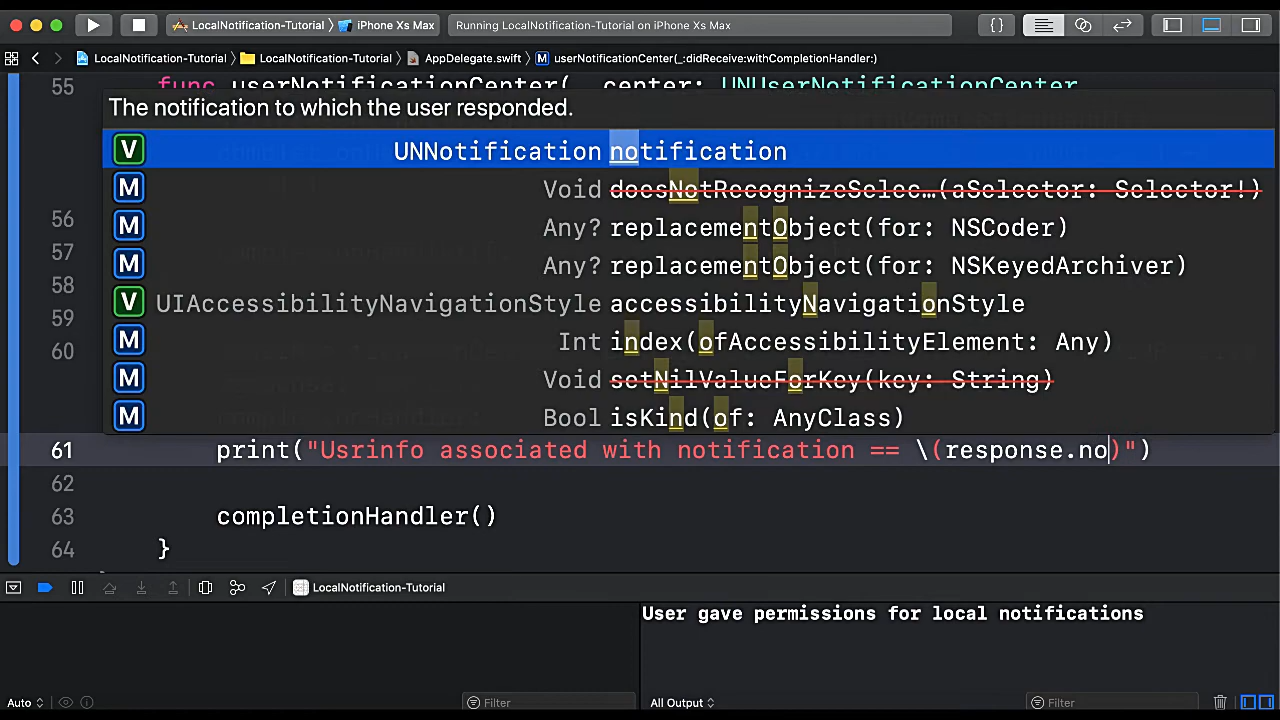 LocalNotification-Tutorial iPhone Xs Max Running LocalNotification-Tutorial on iPhone Xs Max
LocalNotification-Tutorial LocalNotification-Tutorial AppDelegate.swift M userNotificationCenter(_:didReceive:withCompletionHandler:)
55 func userNotificationCenter(_ center: UNUserNotificationCenter
The notification to which the user responded.
V UNNotification notification
M Void doesNotRecognizeSelec…(aSelector: Selector!)
M Any? replacementObject(for: NSCoder)
56
M Any? replacementObject(for: NSKeyedArchiver)
57
58
V UIAccessibilityNavigationStyle accessibilityNavigationStyle
59
M Int index(ofAccessibilityElement: Any)
60
M Void setNilValueForKey(key: String)
M Bool isKind(of: AnyClass)
61 print("Usrinfo associated with notification == \(response.no)")
62
63 completionHandler()
64 }
LocalNotification-Tutorial
User gave permissions for local notifications
Auto Filter All Output Filter